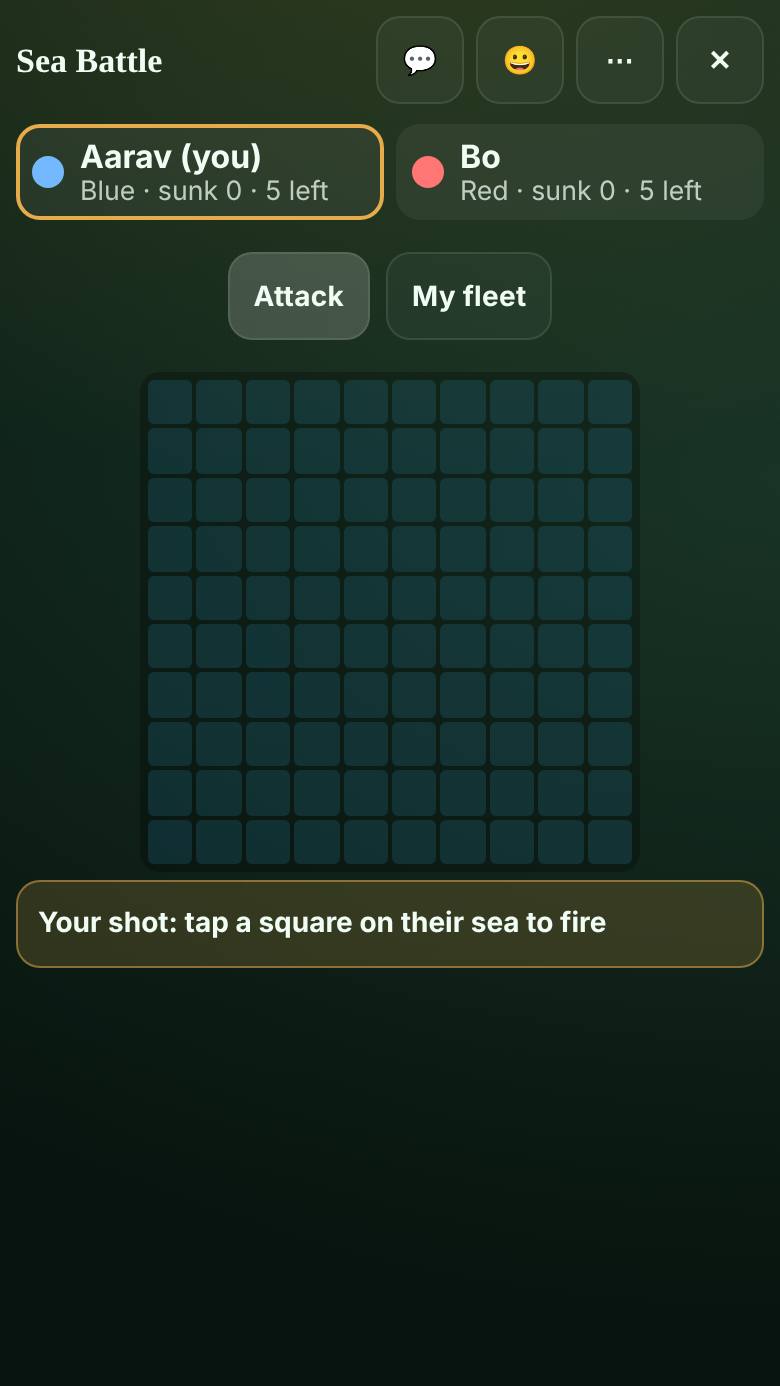 Sea Battle
Aarav (you)
Blue · sunk 0 · 5 left
Bo
Red · sunk 0 · 5 left
Attack
My fleet
Your shot: tap a square on their sea to fire